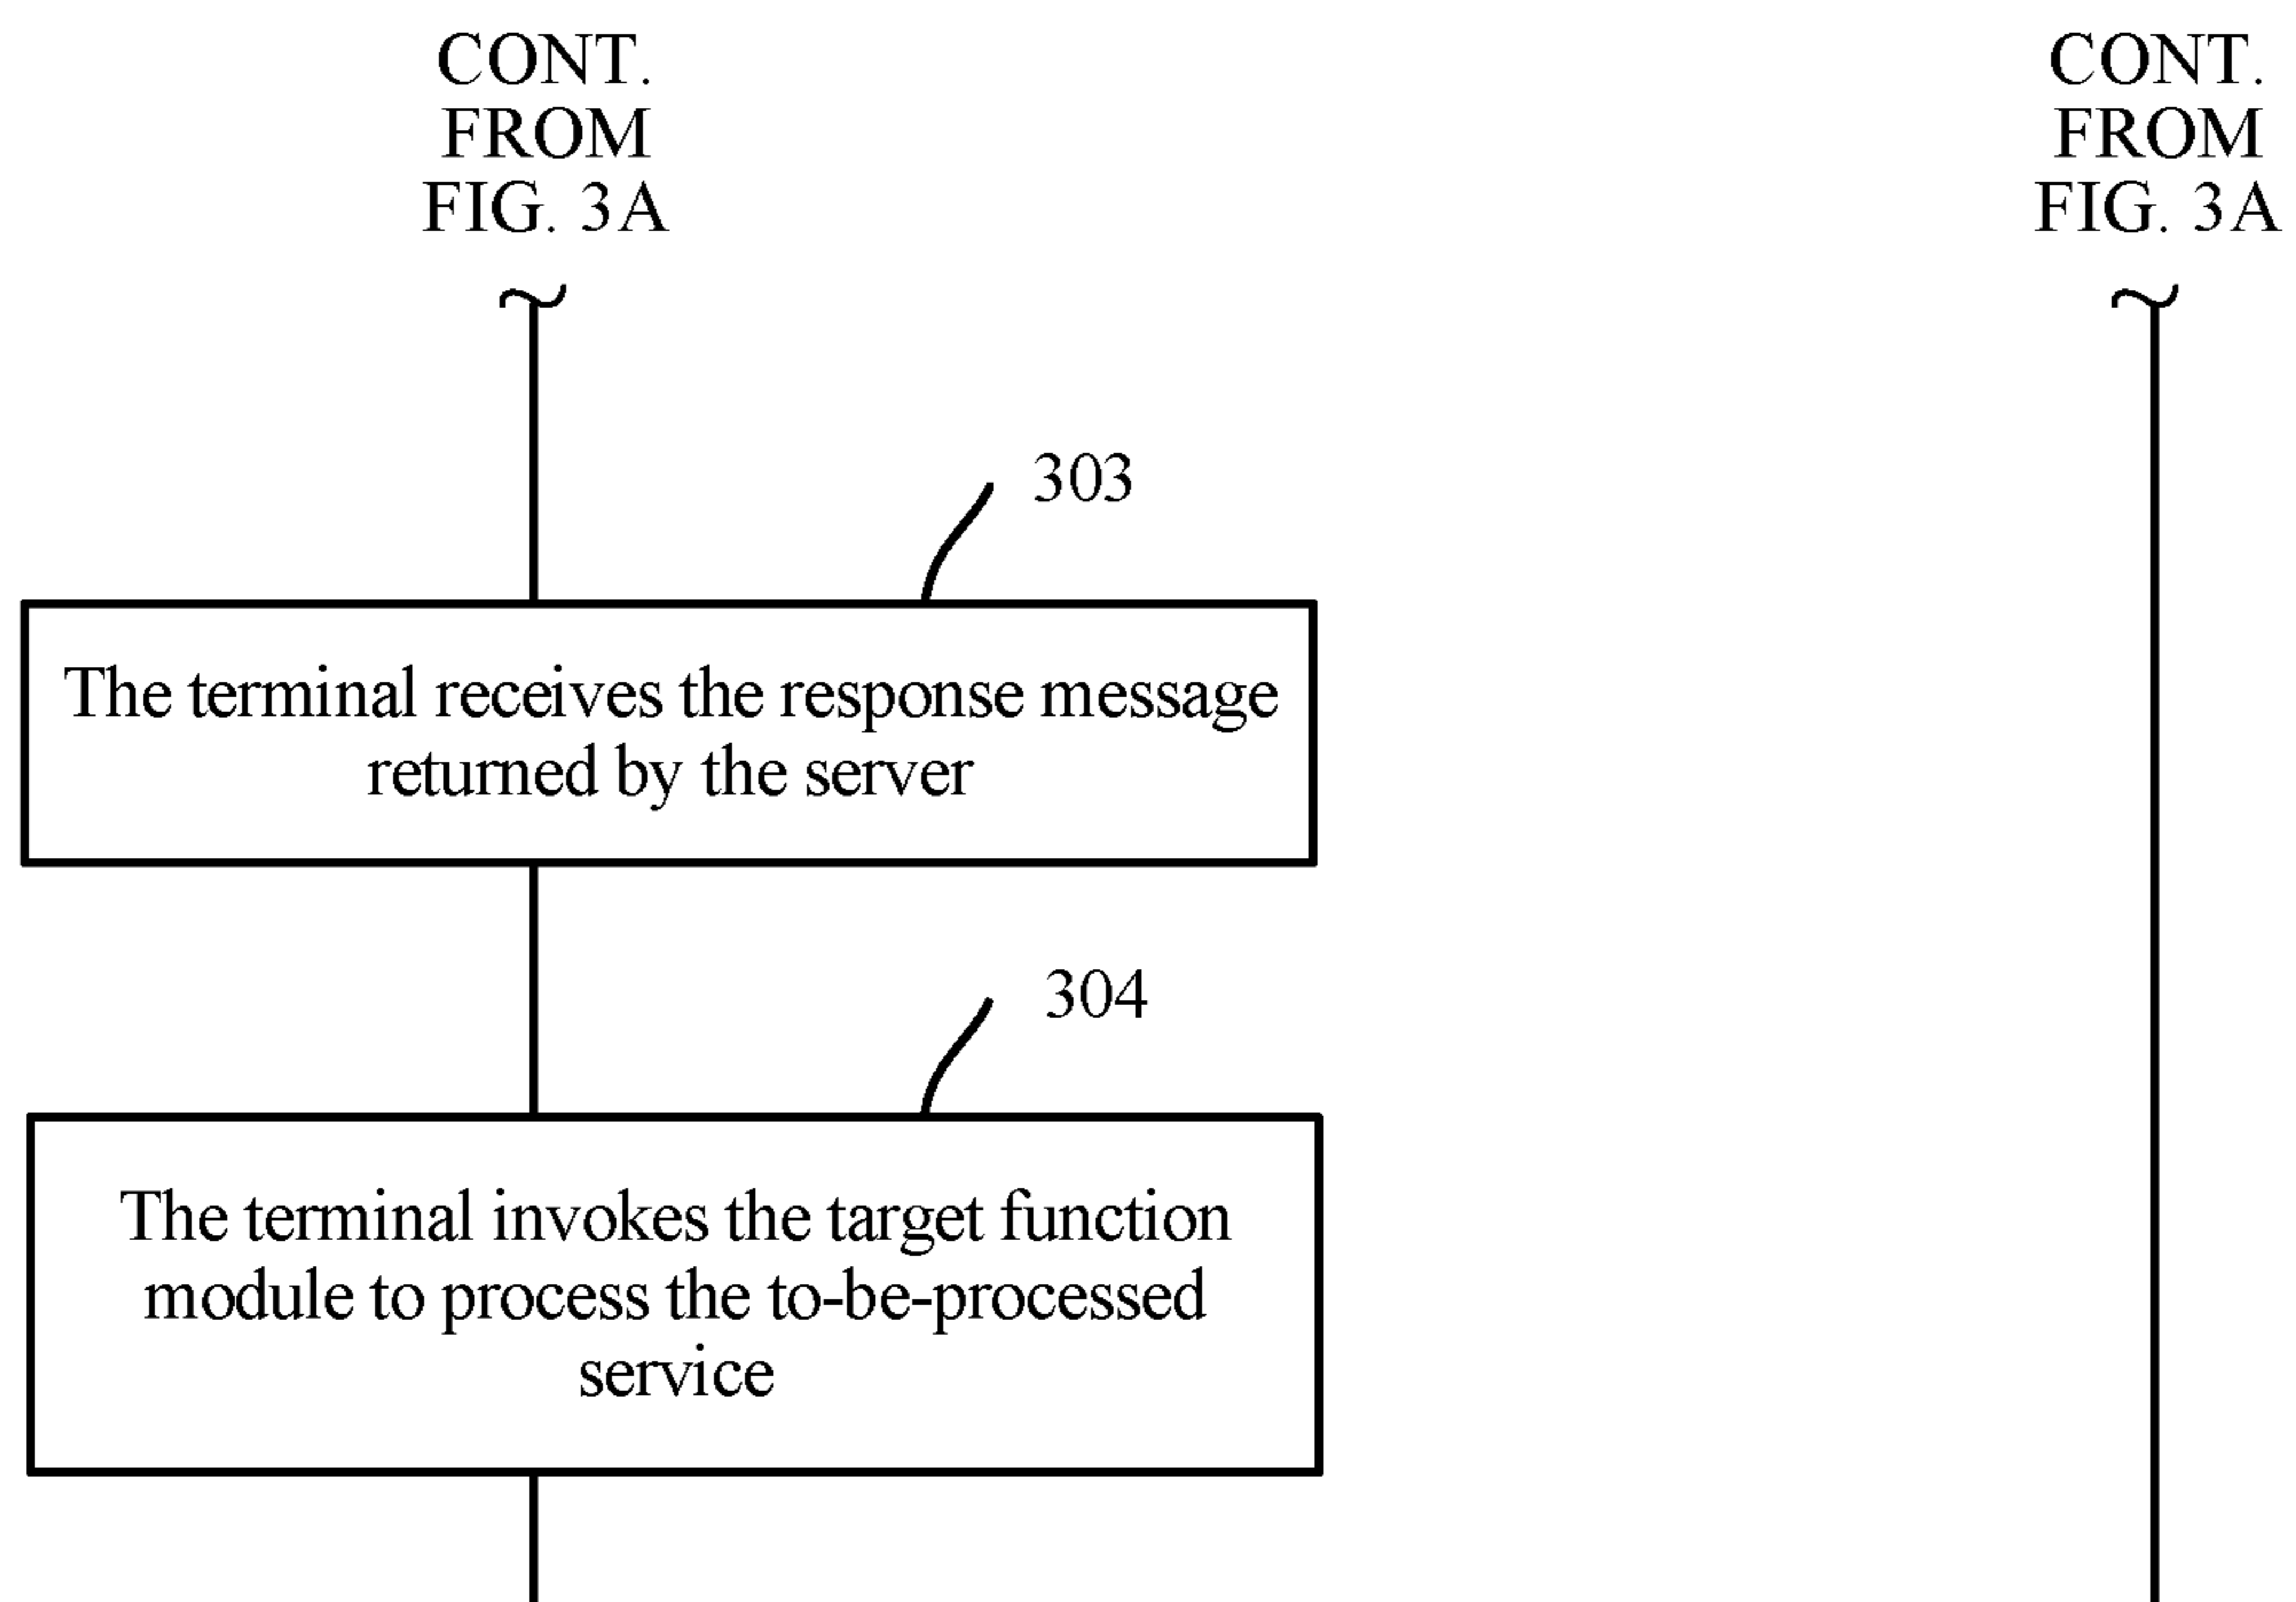 CONT.
FROM
FIG. 3A
CONT.
FROM
FIG. 3A
303
The terminal receives the response message
returned by the server
304
The terminal invokes the target function
module to process the to-be-processed
service